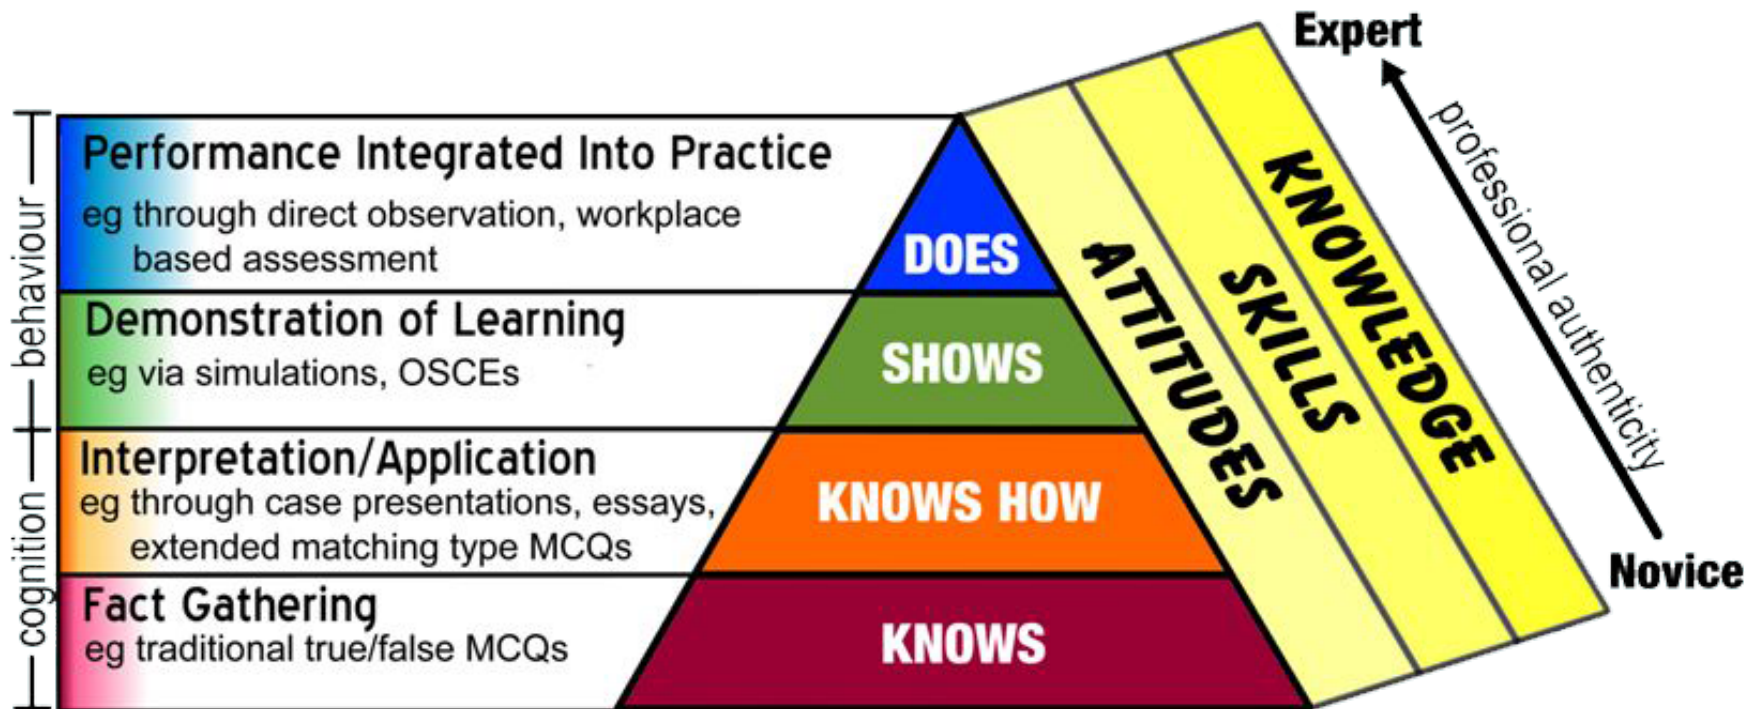 Expert
professional authenticity
Novice
behaviour
cognition
Performance Integrated Into Practice
eg through direct observation, workplace
based assessment
DOES
Demonstration of Learning
eg via simulations, OSCEs
SHOWS
Interpretation/Application
eg through case presentations, essays,
extended matching type MCQs
KNOWS HOW
Fact Gathering
eg traditional true/false MCQs
KNOWS
ATTITUDES
SKILLS
KNOWLEDGE